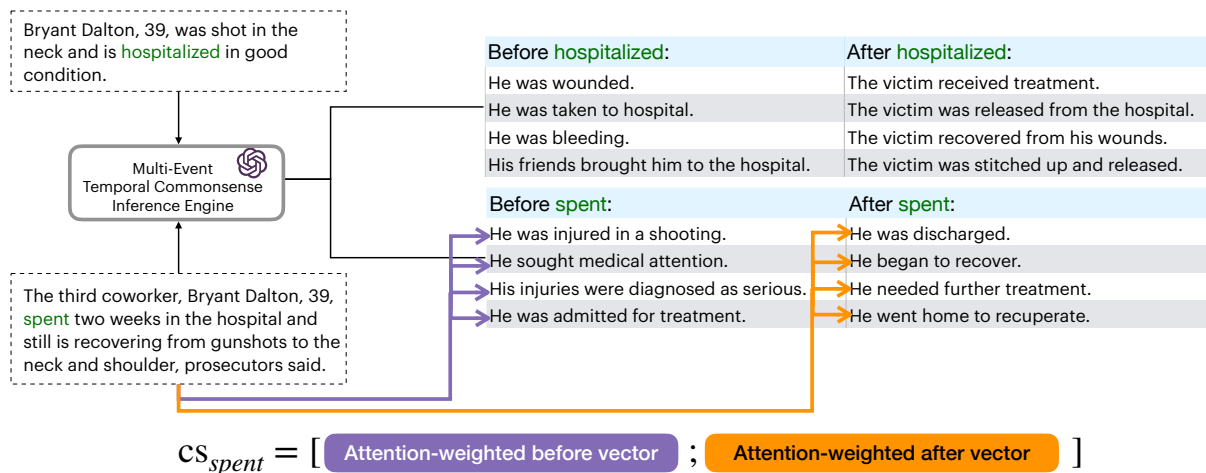 Bryant Dalton, 39, was shot in the
neck and is hospitalized in good
condition.
Multi-Event
Temporal Commonsense
Inference Engine
The third coworker, Bryant Dalton, 39,
spent two weeks in the hospital and
still is recovering from gunshots to the
neck and shoulder, prosecutors said.
Before hospitalized: After hospitalized:
He was wounded. The victim received treatment.
He was taken to hospital. The victim was released from the hospital.
He was bleeding. The victim recovered from his wounds.
His friends brought him to the hospital. The victim was stitched up and released.
Before spent: After spent:
He was injured in a shooting. He was discharged.
He sought medical attention. He began to recover.
His injuries were diagnosed as serious. He needed further treatment.
He was admitted for treatment. He went home to recuperate.
cs_spent = [ Attention-weighted before vector ; Attention-weighted after vector ]